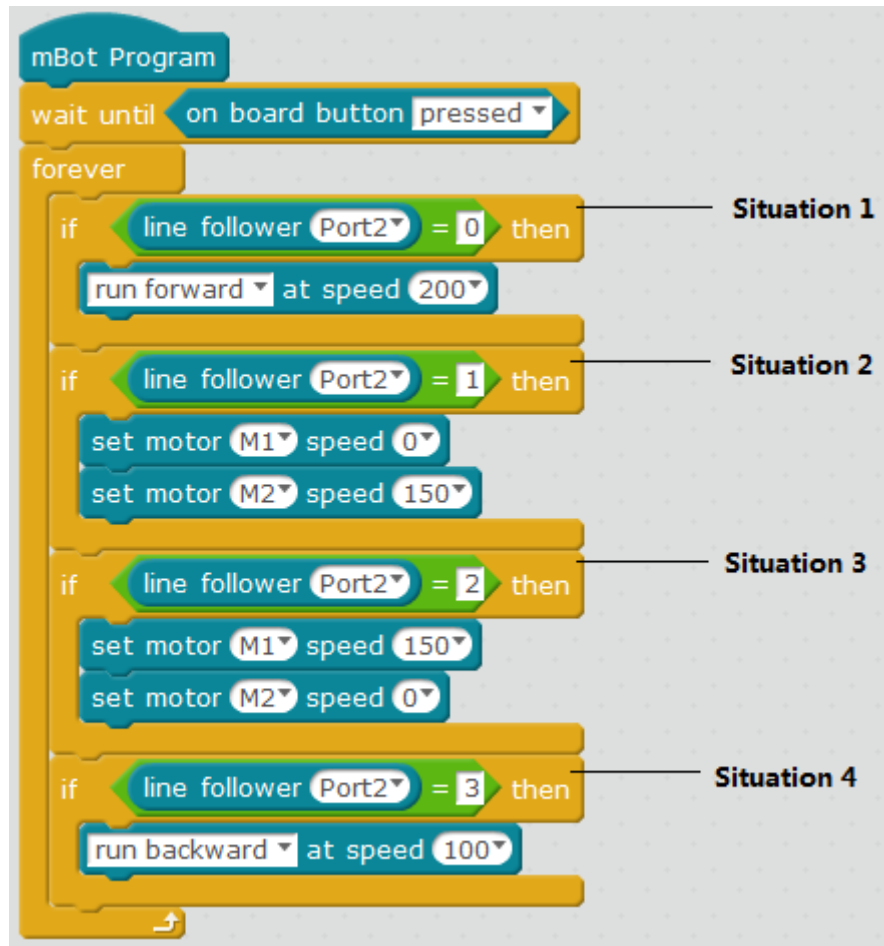 mBot Program
wait until on board button pressed
forever
if line follower Port2 = 0 then
Situation 1
run forward at speed 200
if line follower Port2 = 1 then
Situation 2
set motor M1 speed 0
set motor M2 speed 150
if line follower Port2 = 2 then
Situation 3
set motor M1 speed 150
set motor M2 speed 0
if line follower Port2 = 3 then
Situation 4
run backward at speed 100